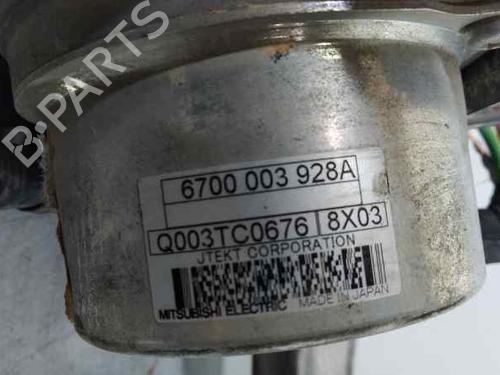 B-PARTS
6700 003 928A
Q003TC0676 8X03
JTEKT CORPORATION
MITSUBISHI ELECTRIC MADE IN JAPAN